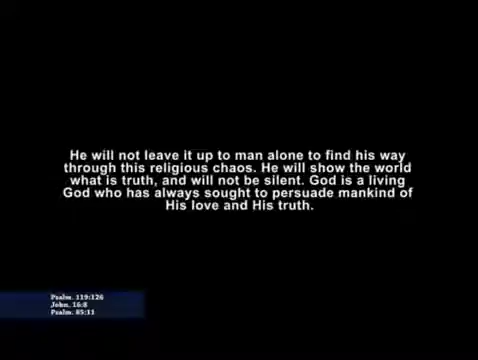 He will not leave it up to man alone to find his way
through this religious chaos. He will show the world
what is truth, and will not be silent. God is a living
God who has always sought to persuade mankind of
His love and His truth.
Psalm. 119:126
John. 16:8
Psalm. 85:11